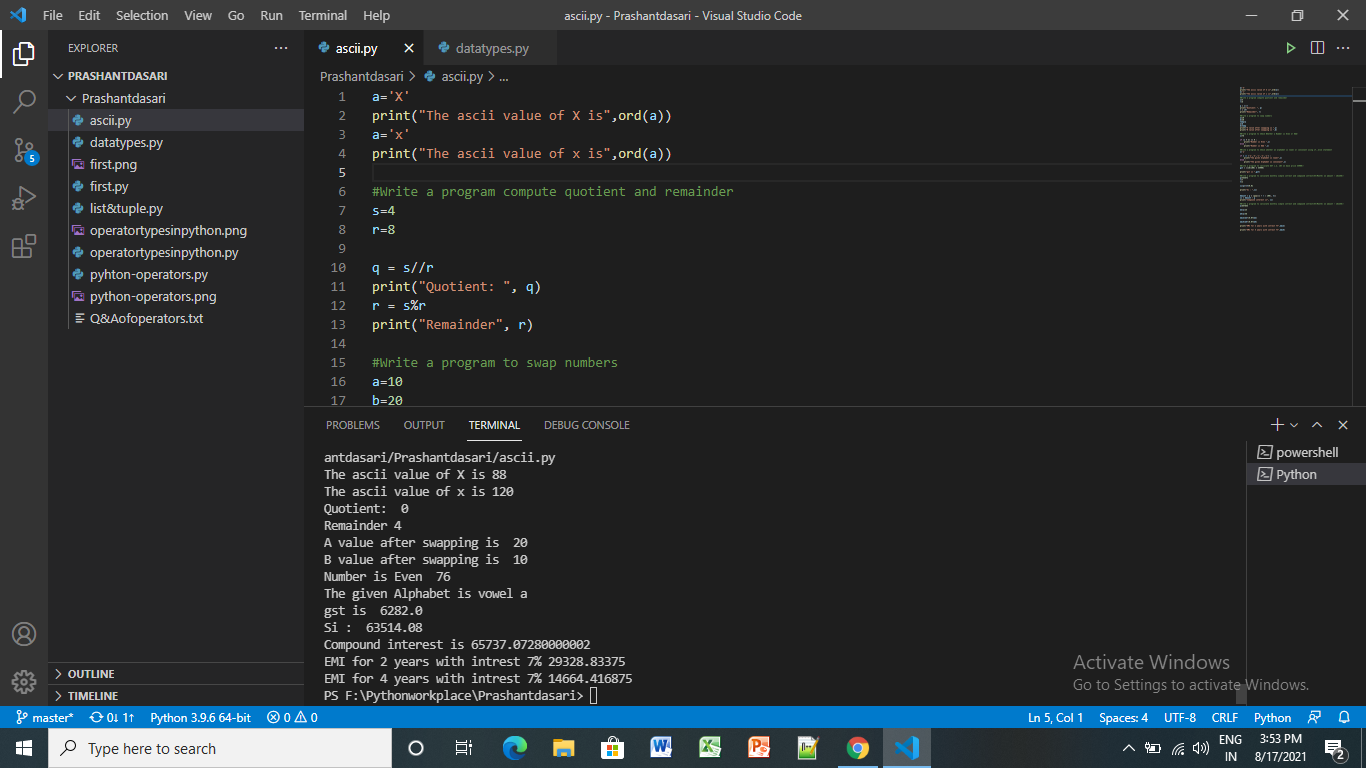 File Edit Selection View Go Run Terminal Help
ascii.py - Prashantdasari - Visual Studio Code
EXPLORER
PRASHANTDASARI
Prashantdasari
ascii.py
datatypes.py
first.png
first.py
list&tuple.py
operatortypesinpython.png
operatortypesinpython.py
pyhton-operators.py
python-operators.png
Q&Aofoperators.txt
OUTLINE
TIMELINE
5
ascii.py
datatypes.py
Prashantdasari > ascii.py > ...
1 a='X'
2 print("The ascii value of X is",ord(a))
3 a='x'
4 print("The ascii value of x is",ord(a))
5
6 #Write a program compute quotient and remainder
7 s=4
8 r=8
9
10 q = s//r
11 print("Quotient: ", q)
12 r = s%r
13 print("Remainder", r)
14
15 #Write a program to swap numbers
16 a=10
17 b=20
PROBLEMS OUTPUT TERMINAL DEBUG CONSOLE
powershell
Python
antdasari/Prashantdasari/ascii.py
The ascii value of X is 88
The ascii value of x is 120
Quotient:  0
Remainder 4
A value after swapping is  20
B value after swapping is  10
Number is Even  76
The given Alphabet is vowel a
gst is  6282.0
Si :  63514.08
Compound interest is 65737.07280000002
EMI for 2 years with intrest 7% 29328.83375
EMI for 4 years with intrest 7% 14664.416875
PS F:\Pythonworkplace\Prashantdasari>
Activate Windows
Go to Settings to activate Windows.
master* 0↓ 1↑ Python 3.9.6 64-bit 0 0
Ln 5, Col 1 Spaces: 4 UTF-8 CRLF Python
Type here to search
ENG
IN
3:53 PM
8/17/2021
2